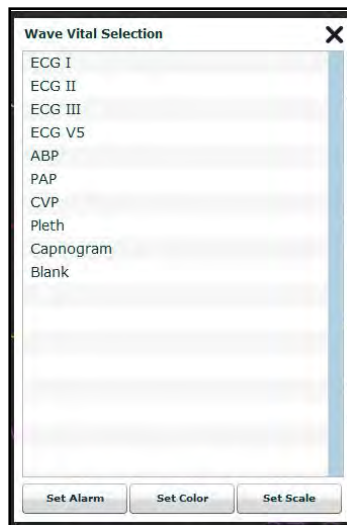 Wave Vital Selection X
ECG I
ECG II
ECG III
ECG V5
ABP
PAP
CVP
Pleth
Capnogram
Blank
Set Alarm Set Color Set Scale